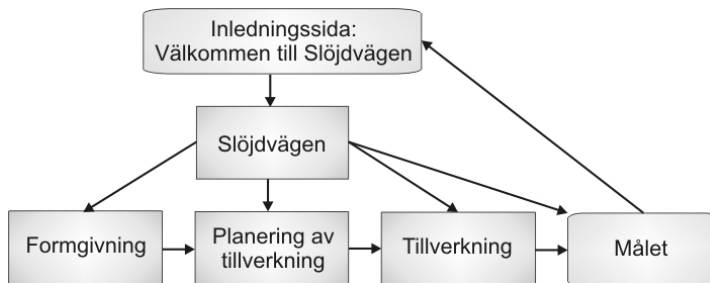 Inledningssida:
Välkommen till Slöjdvägen
Slöjdvägen
Formgivning
Planering av
tillverkning
Tillverkning
Målet